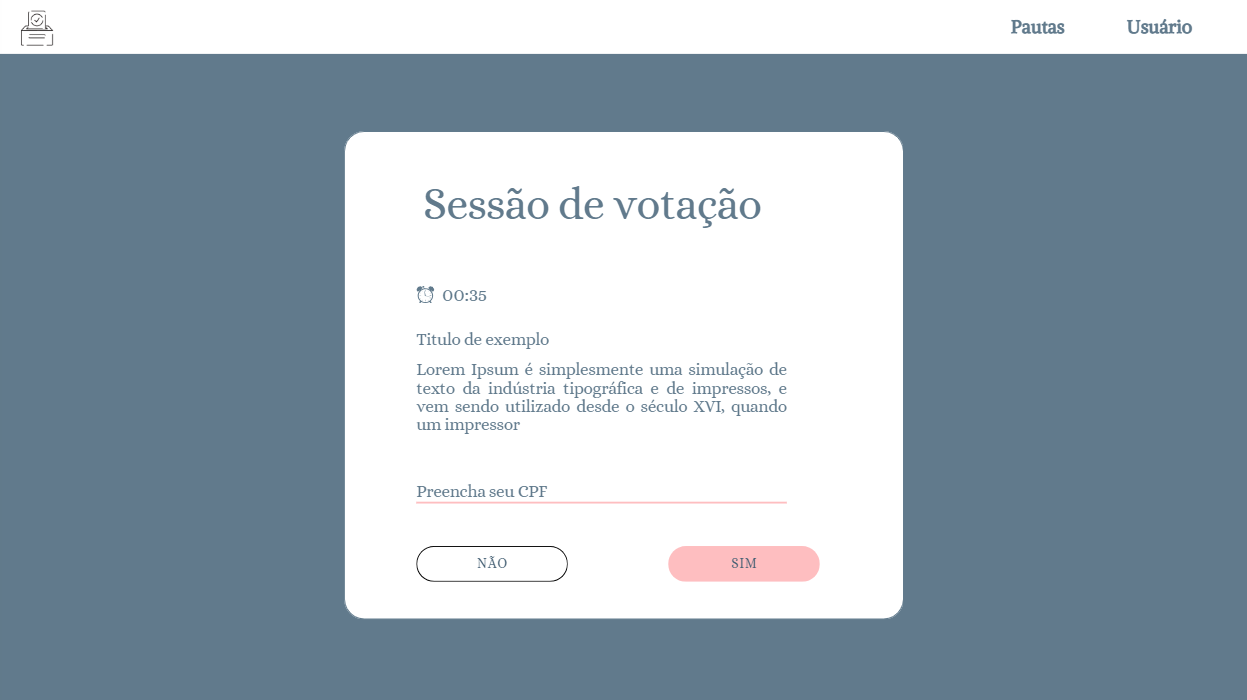 Pautas Usuário
Sessão de votação
00:35
Titulo de exemplo
Lorem Ipsum é simplesmente uma simulação de
texto da indústria tipográfica e de impressos, e
vem sendo utilizado desde o século XVI, quando
um impressor
Preencha seu CPF
NÃO SIM